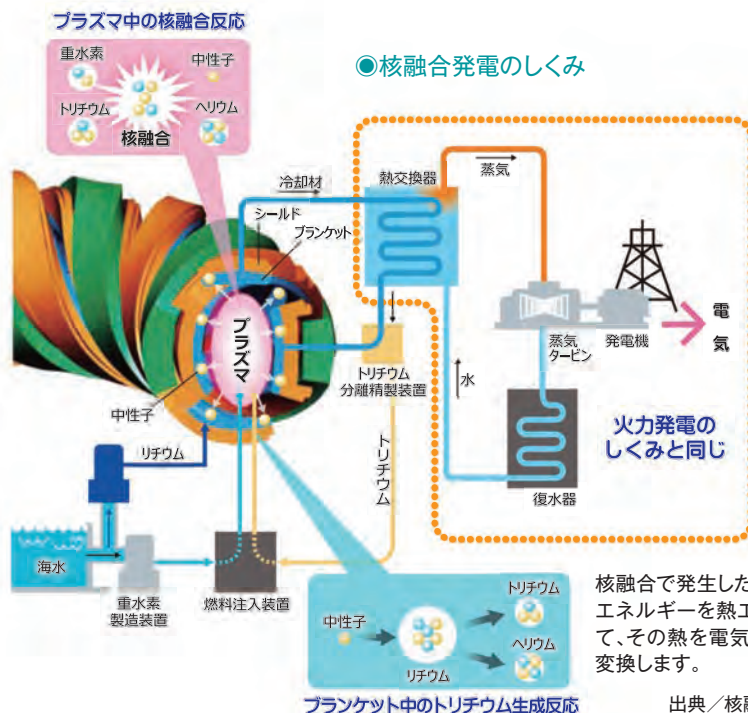 プラズマ中の核融合反応
重水素
中性子
トリチウム
ヘリウム
核融合
◉核融合発電のしくみ
冷却材
熱交換器
蒸気
シールド
ブランケット
プラズマ
中性子
トリチウム
分離精製装置
水
蒸気
タービン
発電機
電
気
火力発電の
しくみと同じ
復水器
リチウム
トリチウム
海水
重水素
製造装置
燃料注入装置
中性子
リチウム
トリチウム
ヘリウム
ブランケット中のトリチウム生成反応
核融合で発生した
エネルギーを熱エ
て、その熱を電気
変換します。
出典／核融